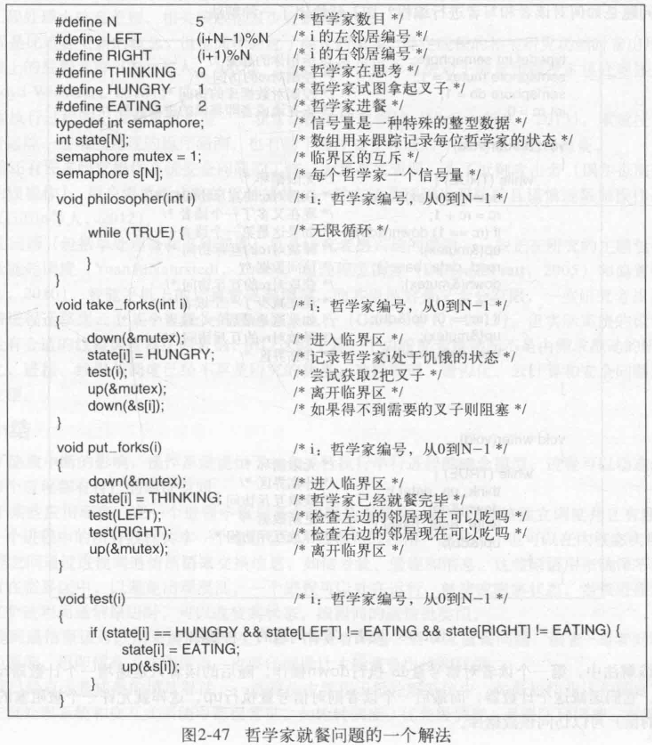 #define N 5 /* 哲学家数目 */
#define LEFT (i+N–1)%N /* i 的左邻居编号 */
#define RIGHT (i+1)%N /* i 的右邻居编号 */
#define THINKING 0 /* 哲学家在思考 */
#define HUNGRY 1 /* 哲学家试图拿起叉子 */
#define EATING 2 /* 哲学家进餐 */
typedef int semaphore; /* 信号量是一种特殊的整型数据 */
int state[N]; /* 数组用来跟踪记录每位哲学家的状态 */
semaphore mutex = 1; /* 临界区的互斥 */
semaphore s[N]; /* 每个哲学家一个信号量 */
void philosopher(int i) /* i：哲学家编号，从0到N–1 */
{
while (TRUE) { /* 无限循环 */
}
}
void take_forks(int i) /* i：哲学家编号，从0到N–1 */
{
down(&mutex); /* 进入临界区 */
state[i] = HUNGRY; /* 记录哲学家i处于饥饿的状态 */
test(i); /* 尝试获取2把叉子 */
up(&mutex); /* 离开临界区 */
down(&s[i]); /* 如果得不到需要的叉子则阻塞 */
}
void put_forks(i) /* i：哲学家编号，从0到N–1 */
{
down(&mutex); /* 进入临界区 */
state[i] = THINKING; /* 哲学家已经就餐完毕 */
test(LEFT); /* 检查左边的邻居现在可以吃吗 */
test(RIGHT); /* 检查右边的邻居现在可以吃吗 */
up(&mutex); /* 离开临界区 */
}
void test(i) /* i：哲学家编号，从0到N–1 */
{
if (state[i] == HUNGRY && state[LEFT] != EATING && state[RIGHT] != EATING) {
state[i] = EATING;
up(&s[i]);
}
}
图2-47 哲学家就餐问题的一个解法